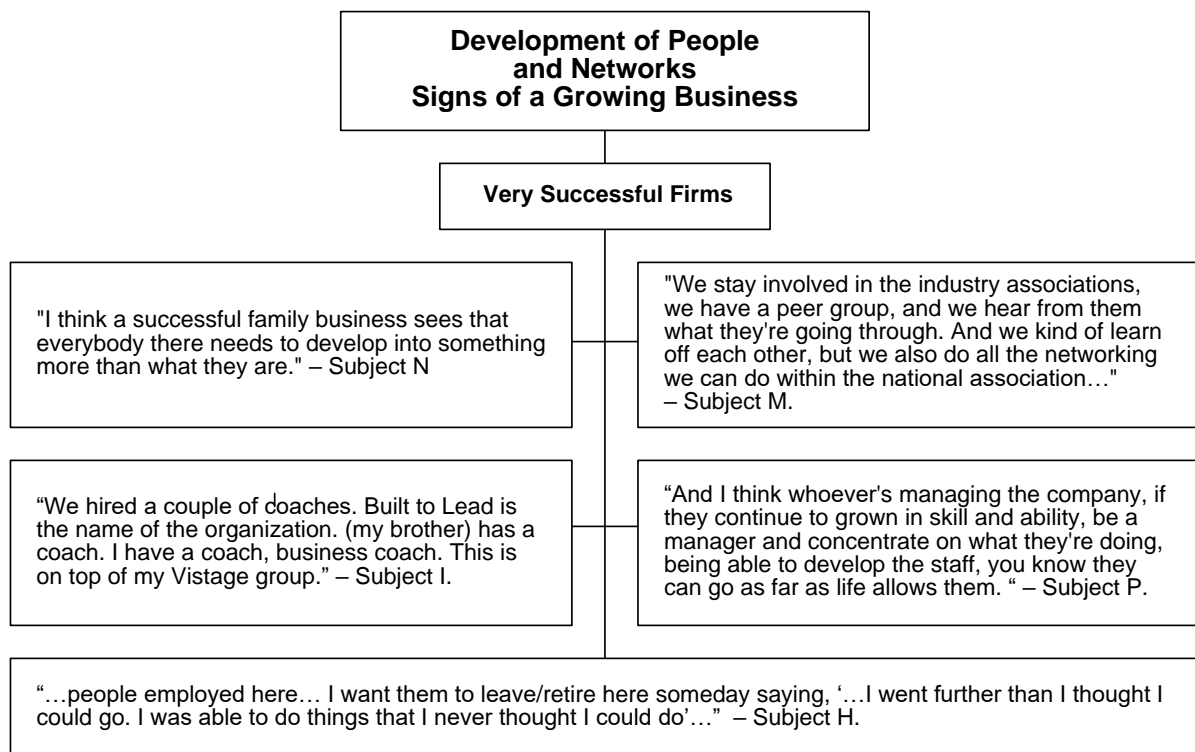 Development of People
and Networks
Signs of a Growing Business
Very Successful Firms
"I think a successful family business sees that
everybody there needs to develop into something
more than what they are." – Subject N
"We stay involved in the industry associations,
we have a peer group, and we hear from them
what they're going through. And we kind of learn
off each other, but we also do all the networking
we can do within the national association…"
– Subject M.
“We hired a couple of coaches. Built to Lead is
the name of the organization. (my brother) has a
coach. I have a coach, business coach. This is
on top of my Vistage group.” – Subject I.
“And I think whoever's managing the company, if
they continue to grown in skill and ability, be a
manager and concentrate on what they're doing,
being able to develop the staff, you know they
can go as far as life allows them. “ – Subject P.
“…people employed here… I want them to leave/retire here someday saying, ‘…I went further than I thought I
could go. I was able to do things that I never thought I could do’…” – Subject H.